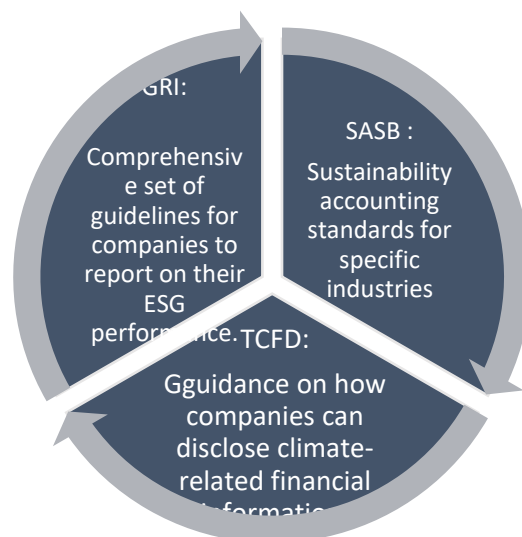 GRI:
Comprehensiv
e set of
guidelines for
companies to
report on their
ESG
performance.
SASB :
Sustainability
accounting
standards for
specific
industries
TCFD:
Gguidance on how
companies can
disclose climate-
related financial